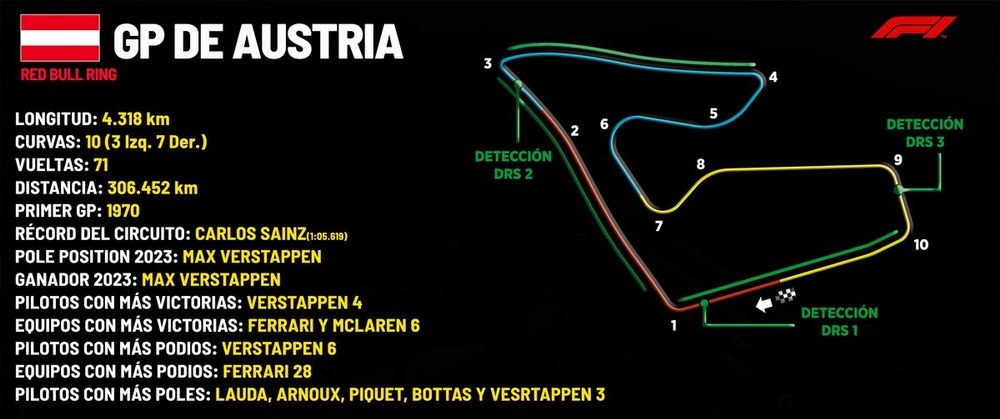 GP DE AUSTRIA
RED BULL RING
F1
LONGITUD: 4.318 km
CURVAS: 10 (3 Izq. 7 Der.)
VUELTAS: 71
DISTANCIA: 306.452 km
PRIMER GP: 1970
RÉCORD DEL CIRCUITO: CARLOS SAINZ(1:05.619)
POLE POSITION 2023: MAX VERSTAPPEN
GANADOR 2023: MAX VERSTAPPEN
PILOTOS CON MÁS VICTORIAS: VERSTAPPEN 4
EQUIPOS CON MÁS VICTORIAS: FERRARI Y MCLAREN 6
PILOTOS CON MÁS PODIOS: VERSTAPPEN 6
EQUIPOS CON MÁS PODIOS: FERRARI 28
PILOTOS CON MÁS POLES: LAUDA, ARNOUX, PIQUET, BOTTAS Y VESRTAPPEN 3
3
4
5
6
2
DETECCIÓN
DRS 2
DETECCIÓN
DRS 3
8
9
7
10
1
DETECCIÓN
DRS 1